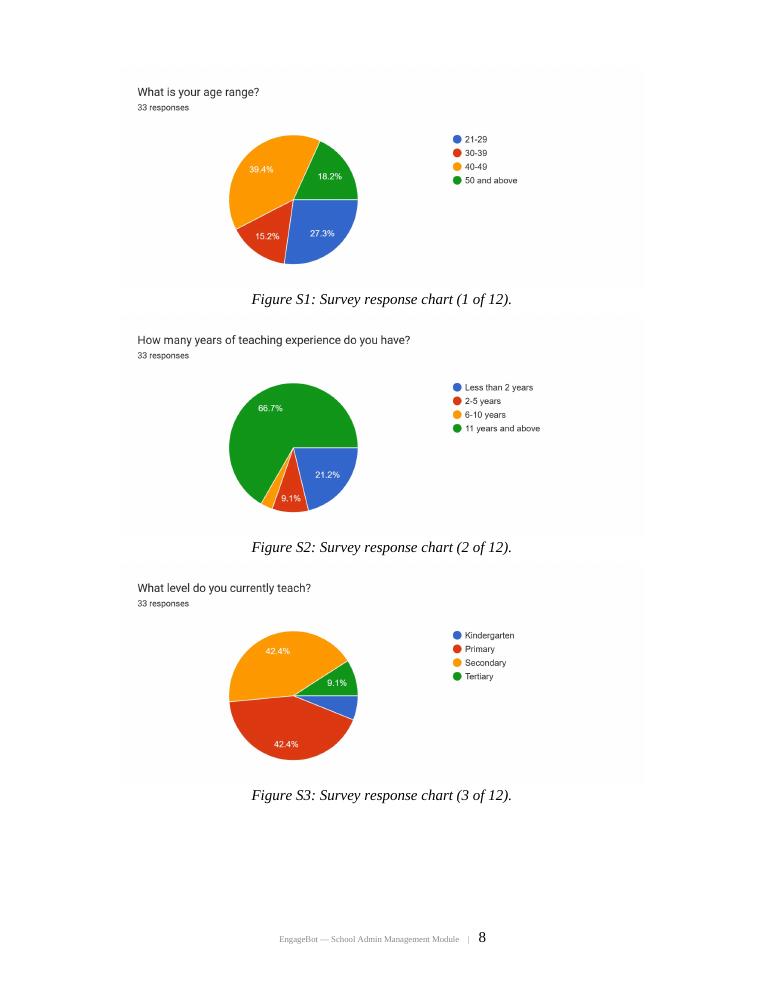 What is your age range?
33 responses
39.4%
18.2%
15.2%
27.3%
21-29
30-39
40-49
50 and above
Figure S1: Survey response chart (1 of 12).
How many years of teaching experience do you have?
33 responses
66.7%
21.2%
9.1%
Less than 2 years
2-5 years
6-10 years
11 years and above
Figure S2: Survey response chart (2 of 12).
What level do you currently teach?
33 responses
42.4%
9.1%
42.4%
Kindergarten
Primary
Secondary
Tertiary
Figure S3: Survey response chart (3 of 12).
EngageBot — School Admin Management Module | 8